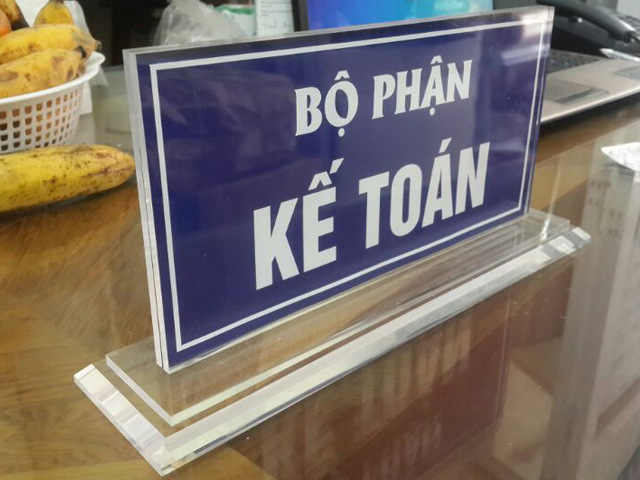 BỘ PHẬN
KẾ TOÁN